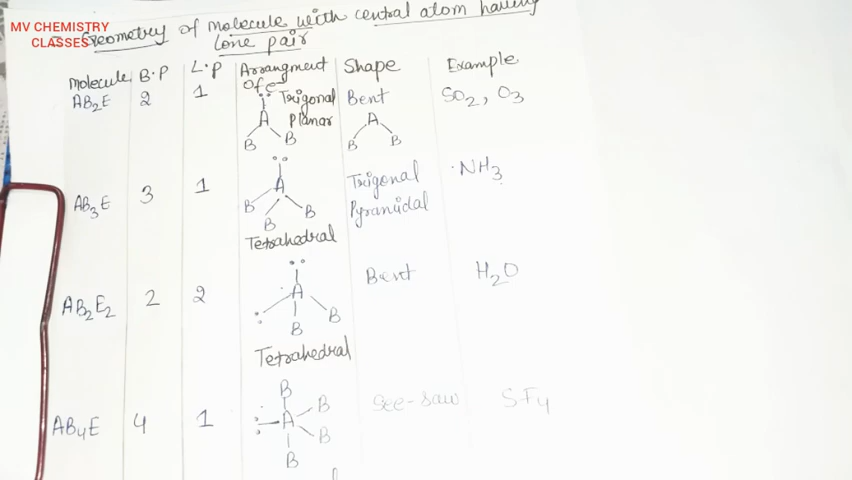 MV CHEMISTRY
CLASSES
Geometry of molecule with central atom having
lone pair
Molecule B.P L.P Arrangment Shape Example
of e⁻
AB₂E 2 1 Trigonal Planar Bent SO₂, O₃
A
B B
A
B B
AB₃E 3 1 Trigonal Pyramidal NH₃
A
B B B
Tetrahedral
AB₂E₂ 2 2 Bent H₂O
A
B B
Tetrahedral
AB₄E 4 1 See-saw SF₄
B
A B
B
B